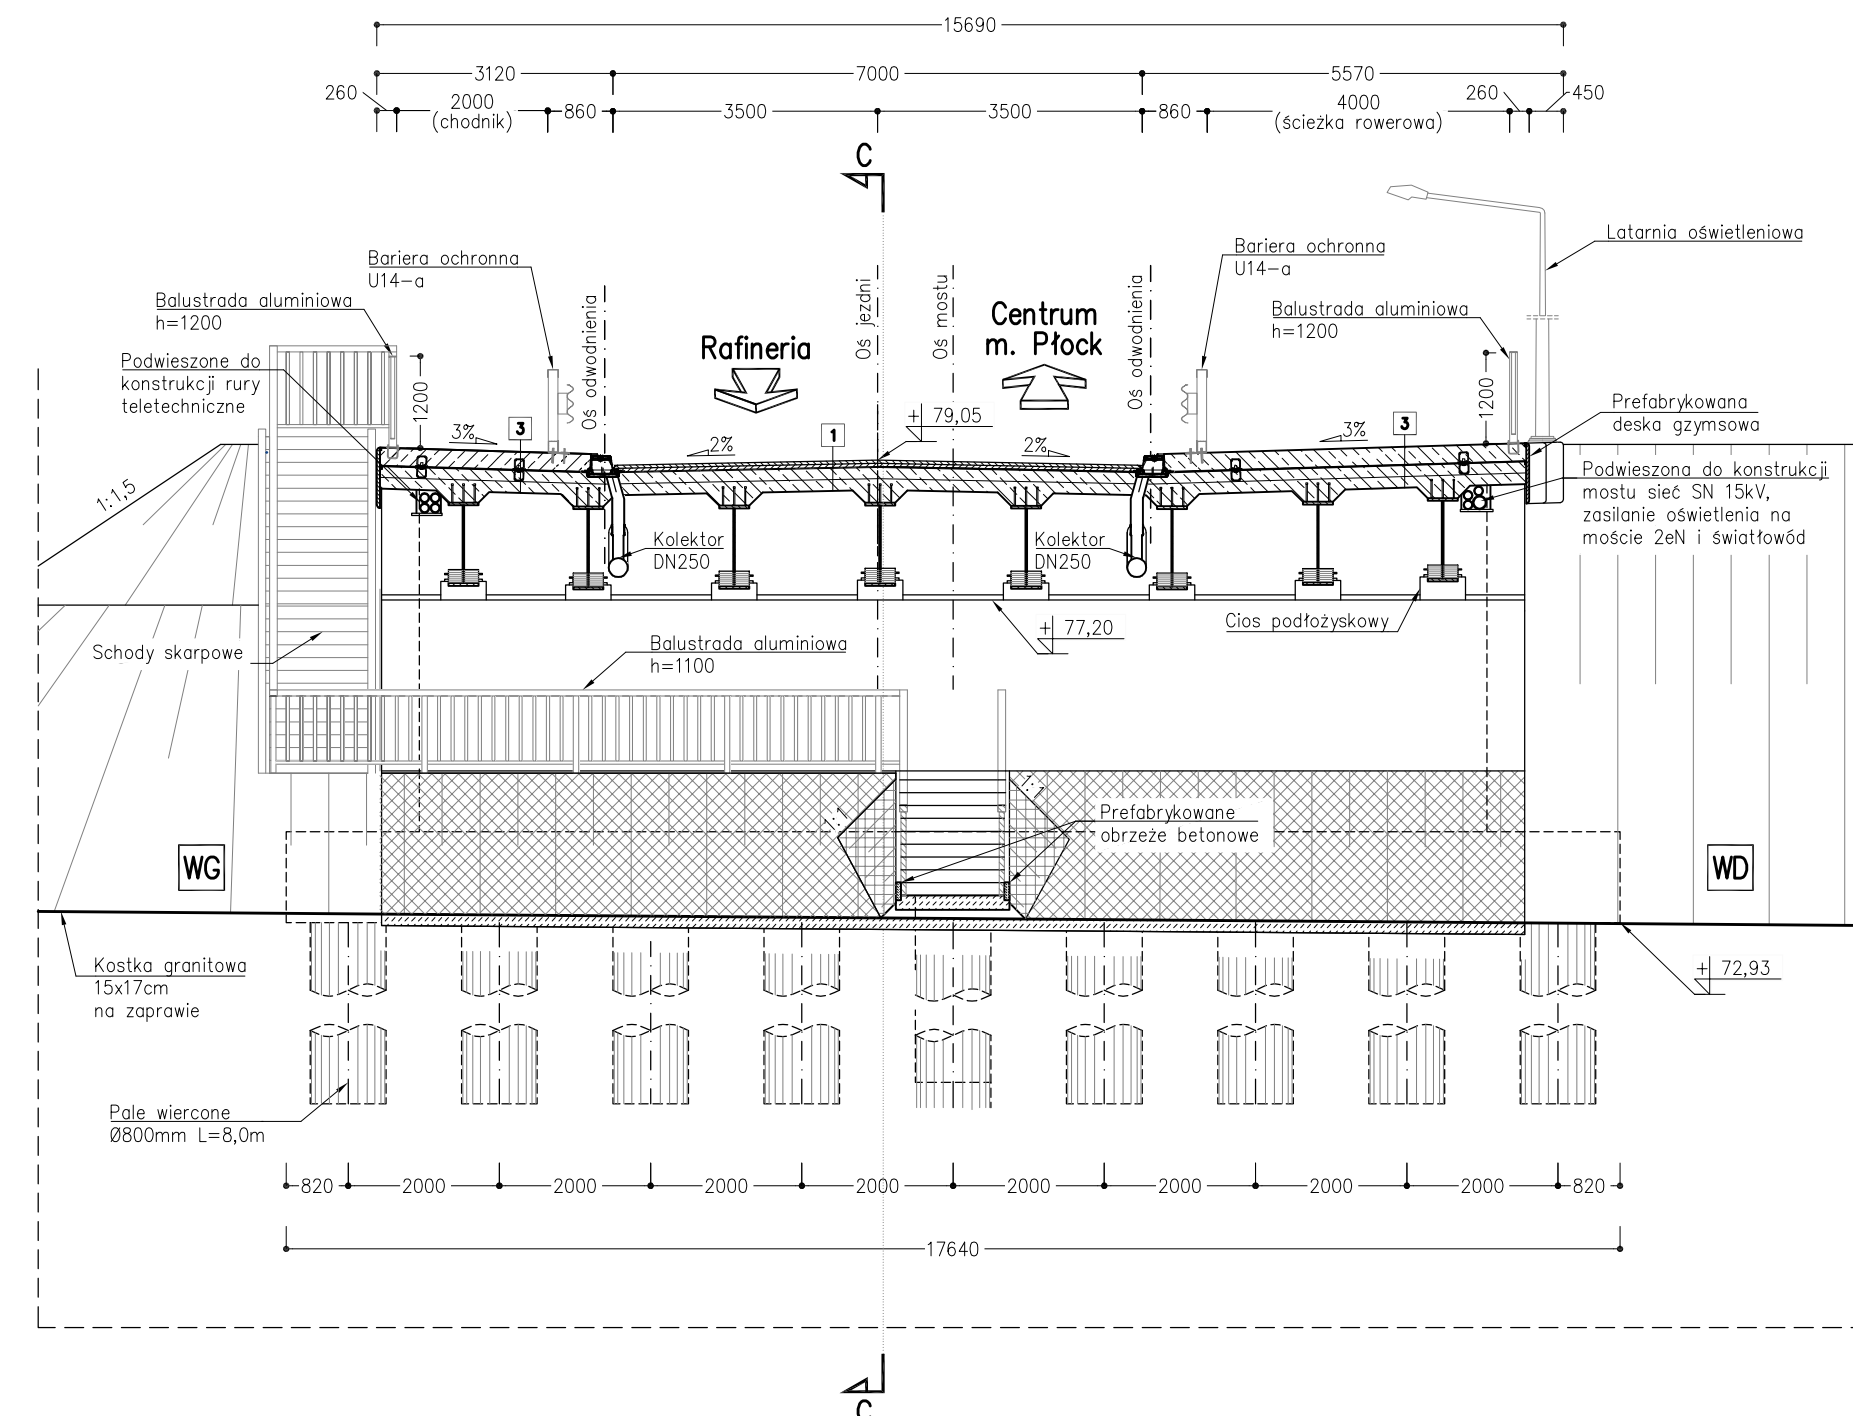 15690
3120 7000 5570
260 2000 860 3500 3500 860 4000 260 450
(chodnik) (ścieżka rowerowa)
C
Latarnia oświetleniowa
Bariera ochronna
U14-a
Bariera ochronna
U14-a
Balustrada aluminiowa
h=1200
Balustrada aluminiowa
h=1200
Oś odwodnienia
Oś jezdni
Oś mostu
Oś odwodnienia
Rafineria
Centrum
m. Płock
Podwieszone do
konstrukcji rury
teletechniczne
1200
1200
Prefabrykowana
deska gzymsowa
3% 3 2% 1 + 79,05 2% 3% 3
Podwieszona do konstrukcji
mostu sieć SN 15kV,
zasilanie oświetlenia na
moście 2eN i światłowód
1:1,5
Kolektor
DN250
Kolektor
DN250
+ 77,20
Cios podłożyskowy
Schody skarpowe
Balustrada aluminiowa
h=1100
1:1
1:1
Prefabrykowane
obrzeże betonowe
WG
WD
Kostka granitowa
15x17cm
na zaprawie
+ 72,93
Pale wiercone
Ø800mm L=8,0m
820 2000 2000 2000 2000 2000 2000 2000 2000 820
17640
C